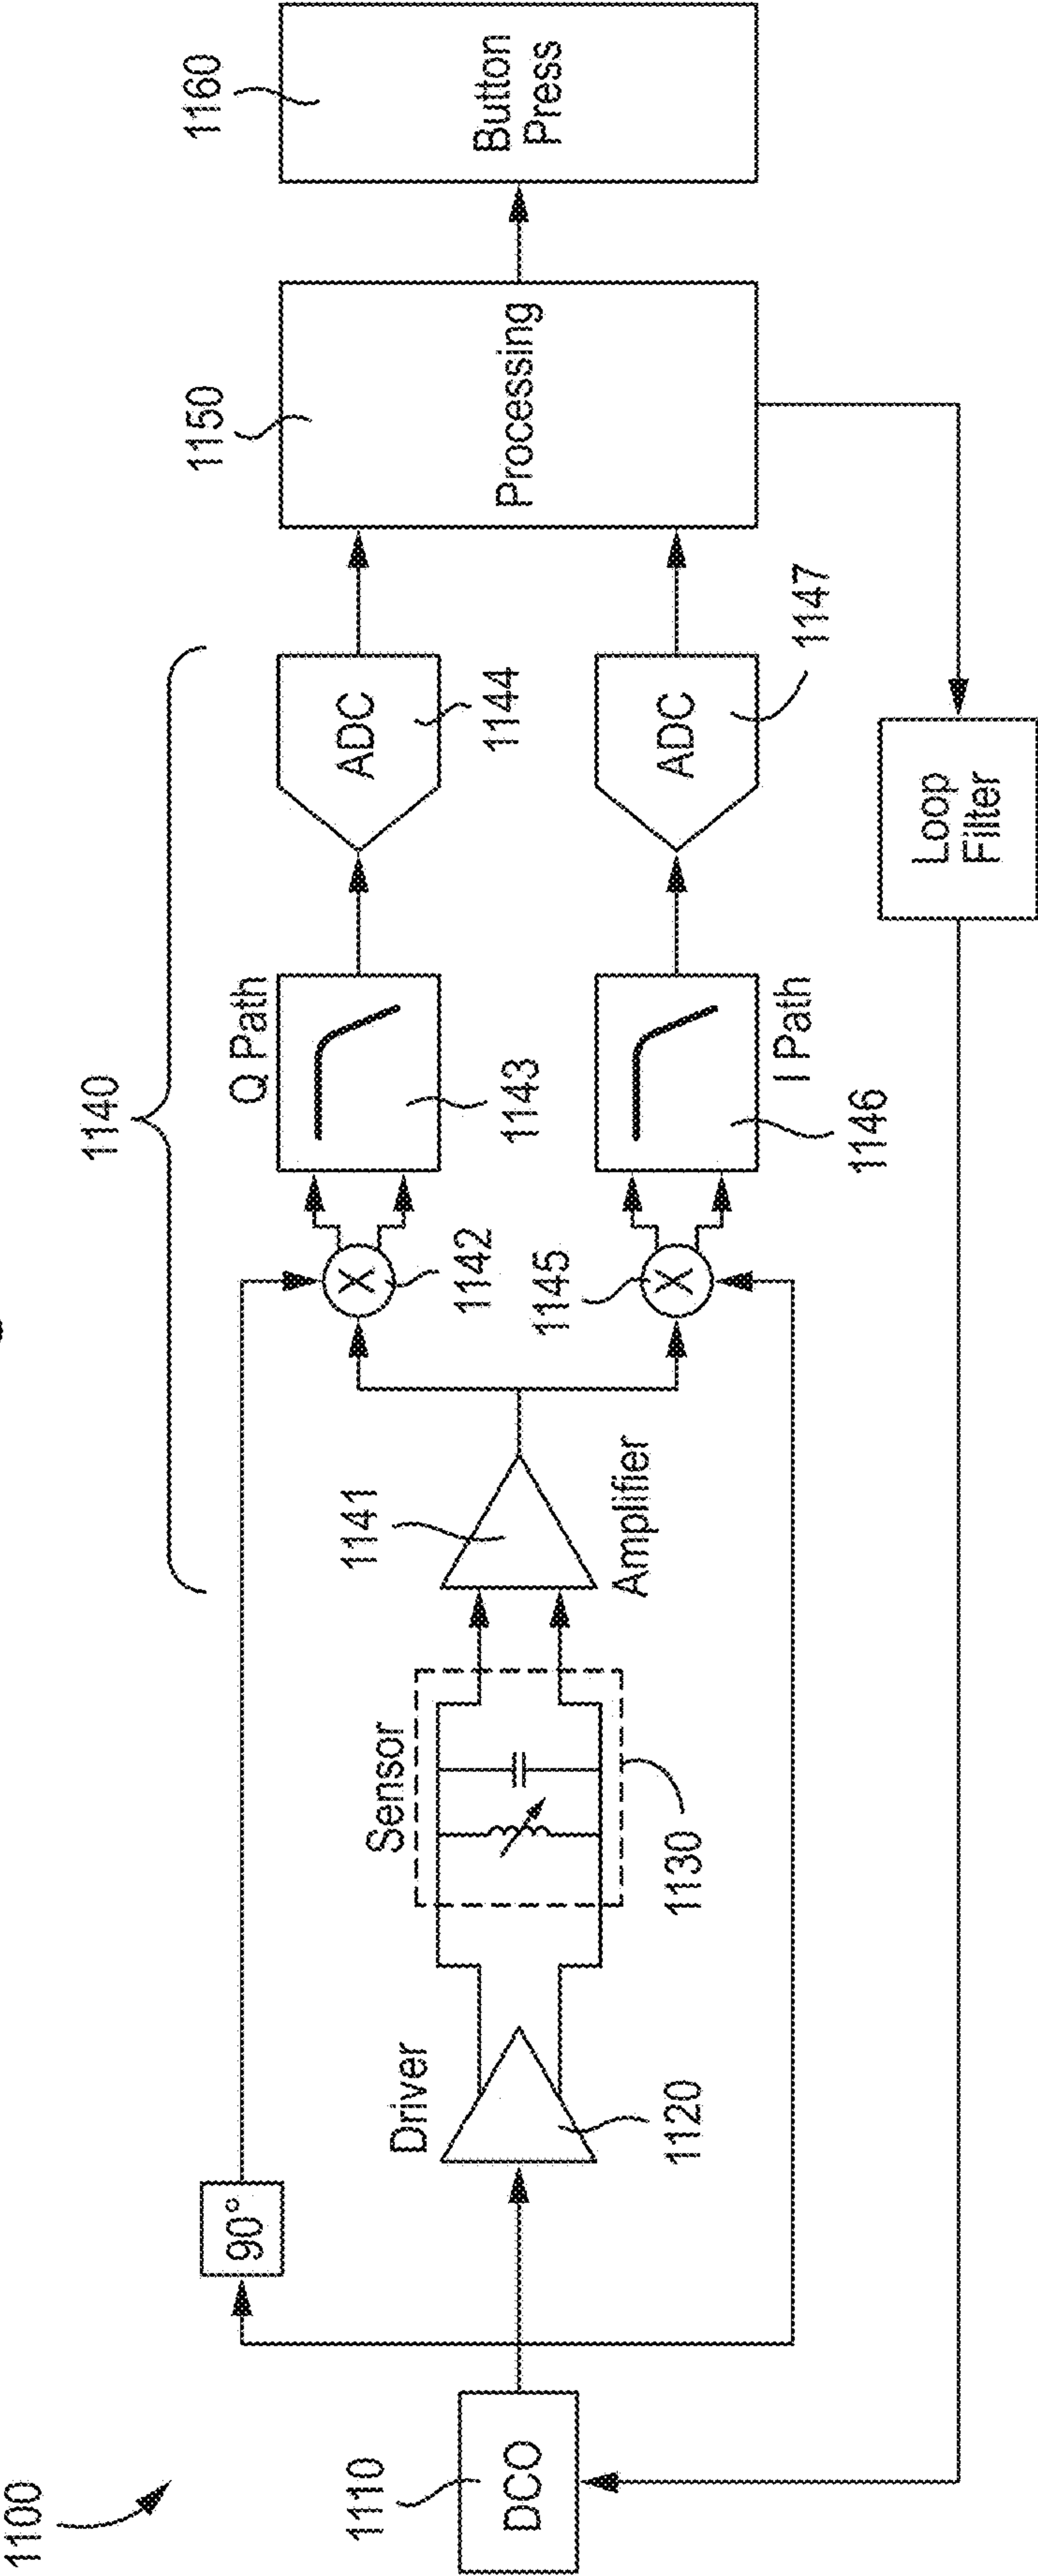 1100
1110
DCO
90°
Driver
1120
Sensor
1130
1141
Amplifier
1140
1142
1145
Q Path
1143
I Path
1146
ADC
1144
ADC
1147
Loop
Filter
1150
Processing
1160
Button
Press
X
X